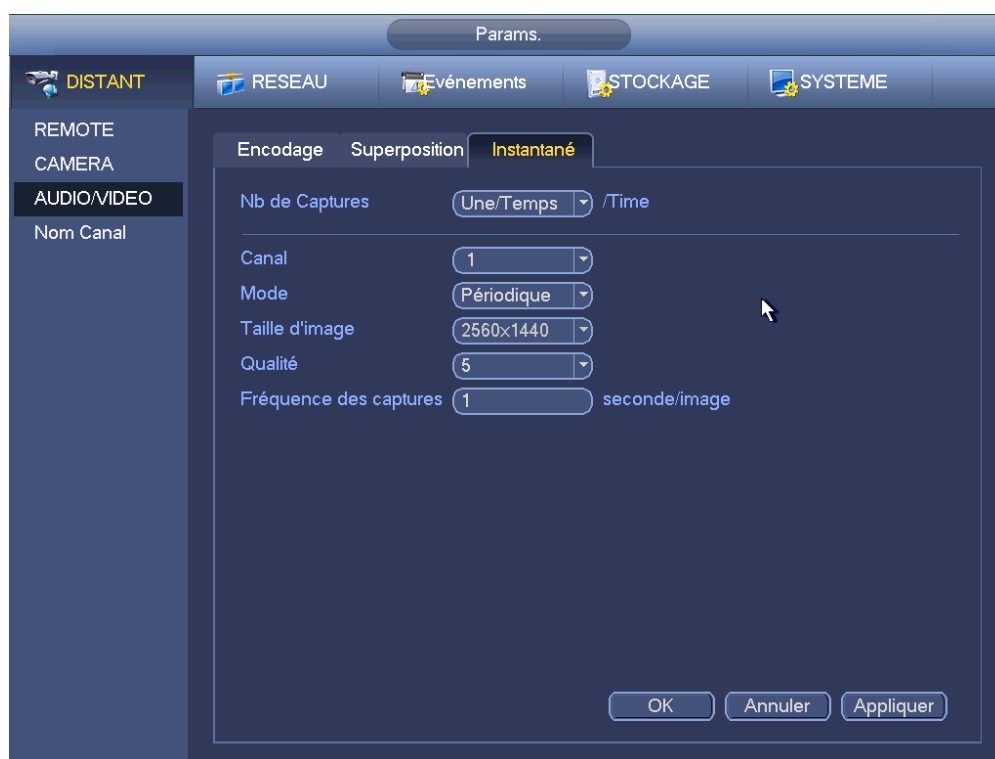 Params.
DISTANT RESEAU Evénements STOCKAGE SYSTEME
REMOTE
CAMERA
AUDIO/VIDEO
Nom Canal
Encodage Superposition Instantané
Nb de Captures Une/Temps /Time
Canal 1
Mode Périodique
Taille d'image 2560×1440
Qualité 5
Fréquence des captures 1 seconde/image
OK Annuler Appliquer